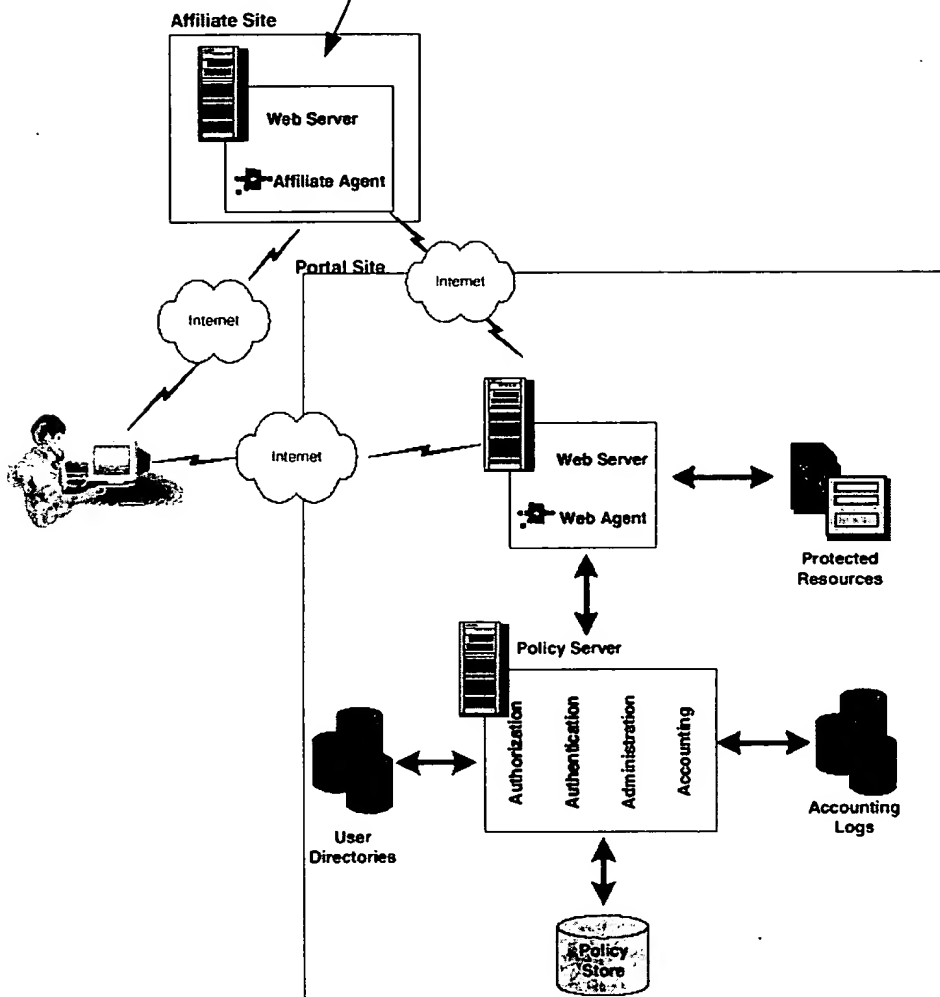 Affiliate Site
Web Server
Affiliate Agent
Portal Site
Internet
Internet
Internet
Web Server
Web Agent
Protected
Resources
Policy Server
Authorization
Authentication
Administration
Accounting
User
Directories
Accounting
Logs
Policy
Store